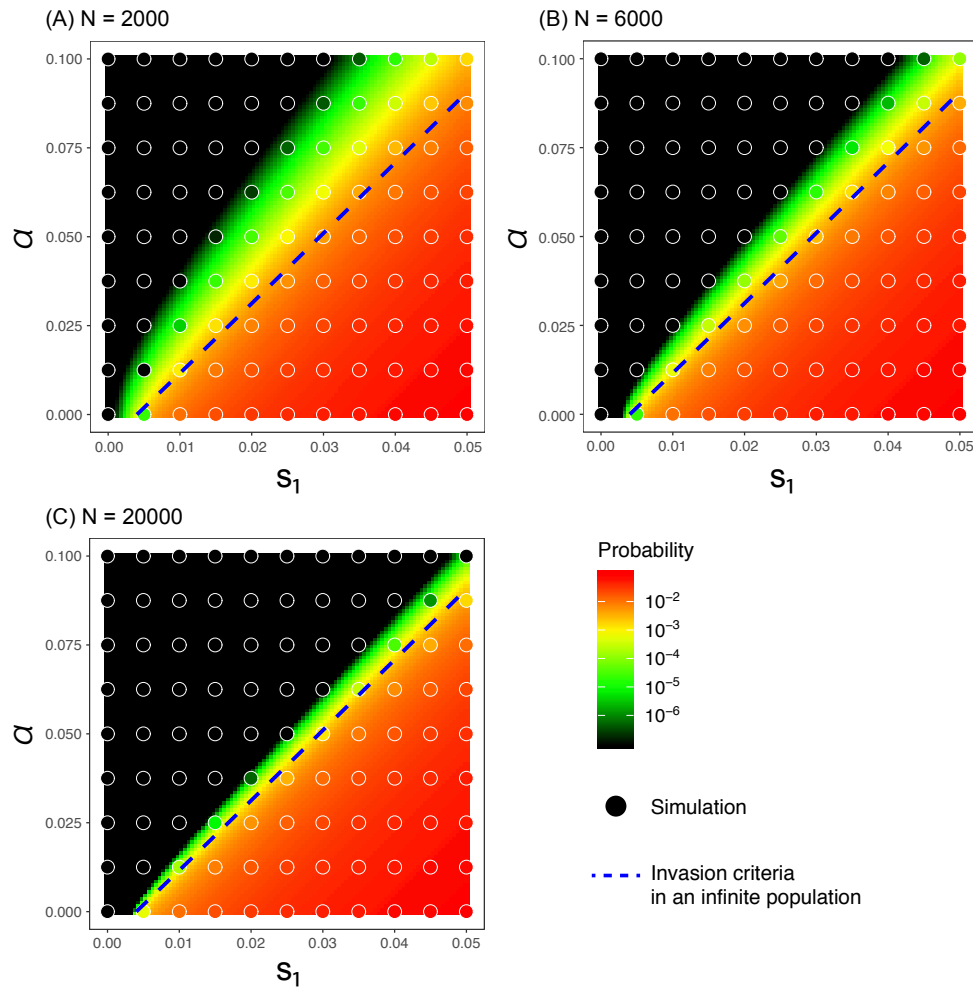 (A) N = 2000
(B) N = 6000
0.100
0.075
0.050
0.025
0.000
α
0.00 0.01 0.02 0.03 0.04 0.05
s1
0.100
0.075
0.050
0.025
0.000
0.00 0.01 0.02 0.03 0.04 0.05
s1
(C) N = 20000
0.100
0.075
0.050
0.025
0.000
α
0.00 0.01 0.02 0.03 0.04 0.05
s1
Probability
10⁻²
10⁻³
10⁻⁴
10⁻⁵
10⁻⁶
Simulation
Invasion criteria
in an infinite population